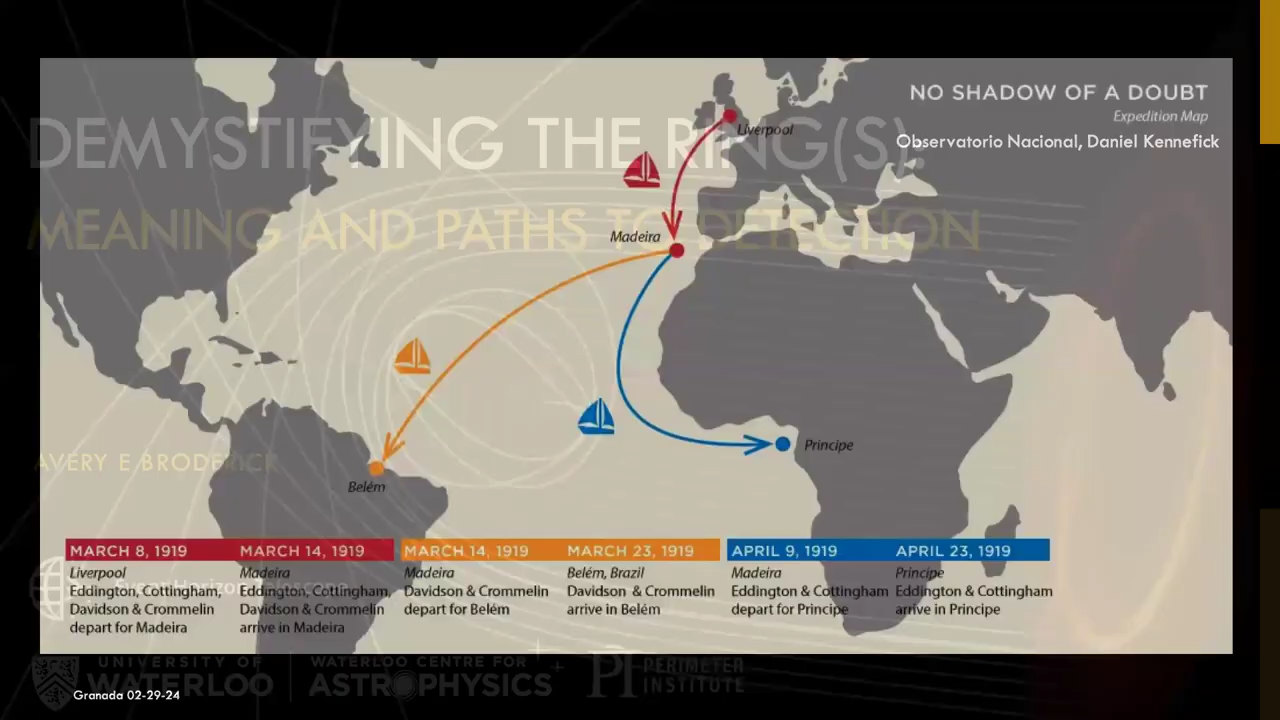 NO SHADOW OF A DOUBT
Expedition Map
Observatorio Nacional, Daniel Kennefick
DEMYSTIFYING THE RING(S)
MEANING AND PATHS TO DETECTION
Liverpool
Madeira
Principe
AVERY E BRODERICK
Belém
MARCH 8, 1919
Liverpool
Eddington, Cottingham,
Davidson & Crommelin
depart for Madeira
MARCH 14, 1919
Madeira
Eddington, Cottingham,
Davidson & Crommelin
arrive in Madeira
MARCH 14, 1919
Madeira
Davidson & Crommelin
depart for Belém
MARCH 23, 1919
Belém, Brazil
Davidson & Crommelin
arrive in Belém
APRIL 9, 1919
Madeira
Eddington & Cottingham
depart for Principe
APRIL 23, 1919
Principe
Eddington & Cottingham
arrive in Principe
EventHorizonTelescope
UNIVERSITY OF
WATERLOO
WATERLOO CENTRE FOR
ASTROPHYSICS
PI PERIMETER
INSTITUTE
Granada 02-29-24